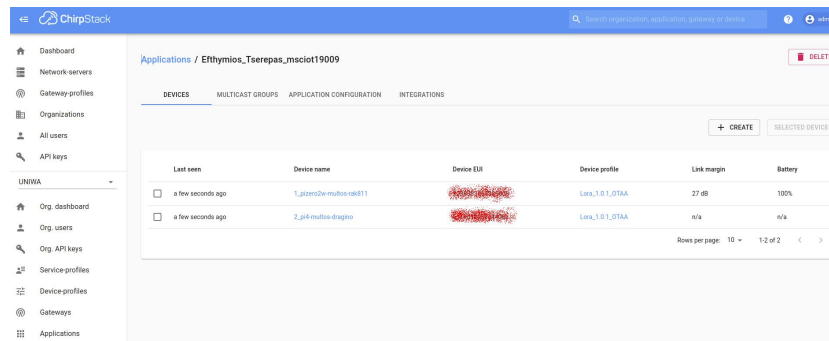 ChirpStack
Search organization, application, gateway or device
?
adm
Dashboard
Network-servers
Gateway-profiles
Organizations
All users
API keys
UNIWA
Org. dashboard
Org. users
Org. API keys
Service-profiles
Device-profiles
Gateways
Applications
Applications / Efthymios_Tserepas_msciot19009
DELETE
DEVICES MULTICAST GROUPS APPLICATION CONFIGURATION INTEGRATIONS
+ CREATE SELECTED DEVICE
Last seen Device name Device EUI Device profile Link margin Battery
a few seconds ago 1_pizero2w-multos-rak811 Lora_1.0.1_OTAA 27 dB 100%
a few seconds ago 2_pi4-multos-dragino Lora_1.0.1_OTAA n/a n/a
Rows per page: 10 1-2 of 2 < >